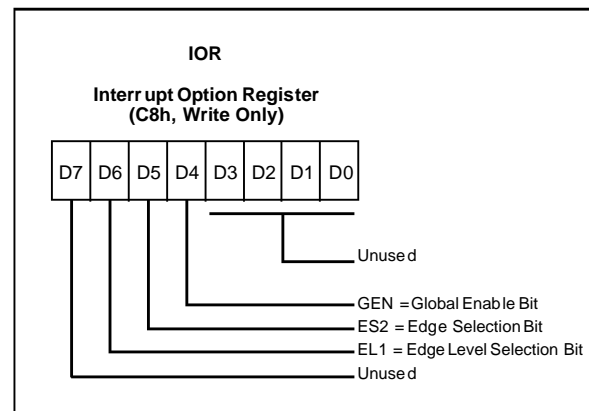 IOR
Interrupt Option Register
(C8h, Write Only)
D7 D6 D5 D4 D3 D2 D1 D0
Unused
GEN = Global Enable Bit
ES2 = Edge Selection Bit
EL1 = Edge Level Selection Bit
Unused